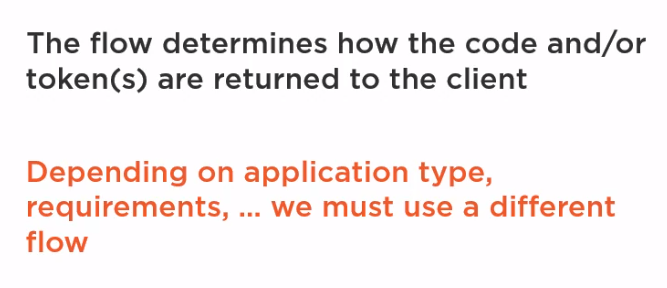 The flow determines how the code and/or
token(s) are returned to the client
Depending on application type,
requirements, ... we must use a different
flow